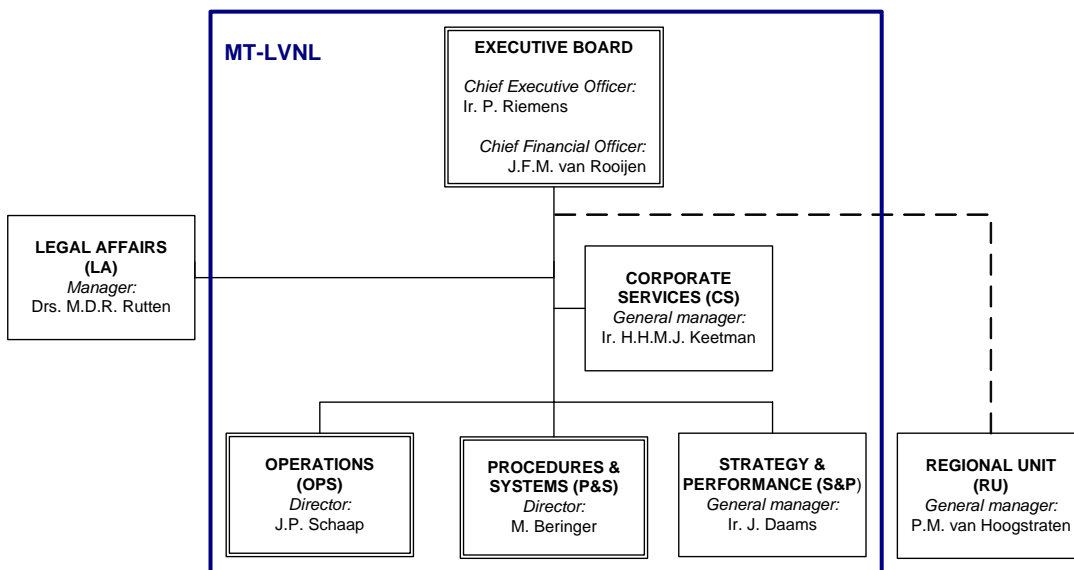 MT-LVNL
EXECUTIVE BOARD
Chief Executive Officer:
Ir. P. Riemens
Chief Financial Officer:
J.F.M. van Rooijen
LEGAL AFFAIRS
(LA)
Manager:
Drs. M.D.R. Rutten
CORPORATE
SERVICES (CS)
General manager:
Ir. H.H.M.J. Keetman
OPERATIONS
(OPS)
Director:
J.P. Schaap
PROCEDURES &
SYSTEMS (P&S)
Director:
M. Beringer
STRATEGY &
PERFORMANCE (S&P)
General manager:
Ir. J. Daams
REGIONAL UNIT
(RU)
General manager:
P.M. van Hoogstraten